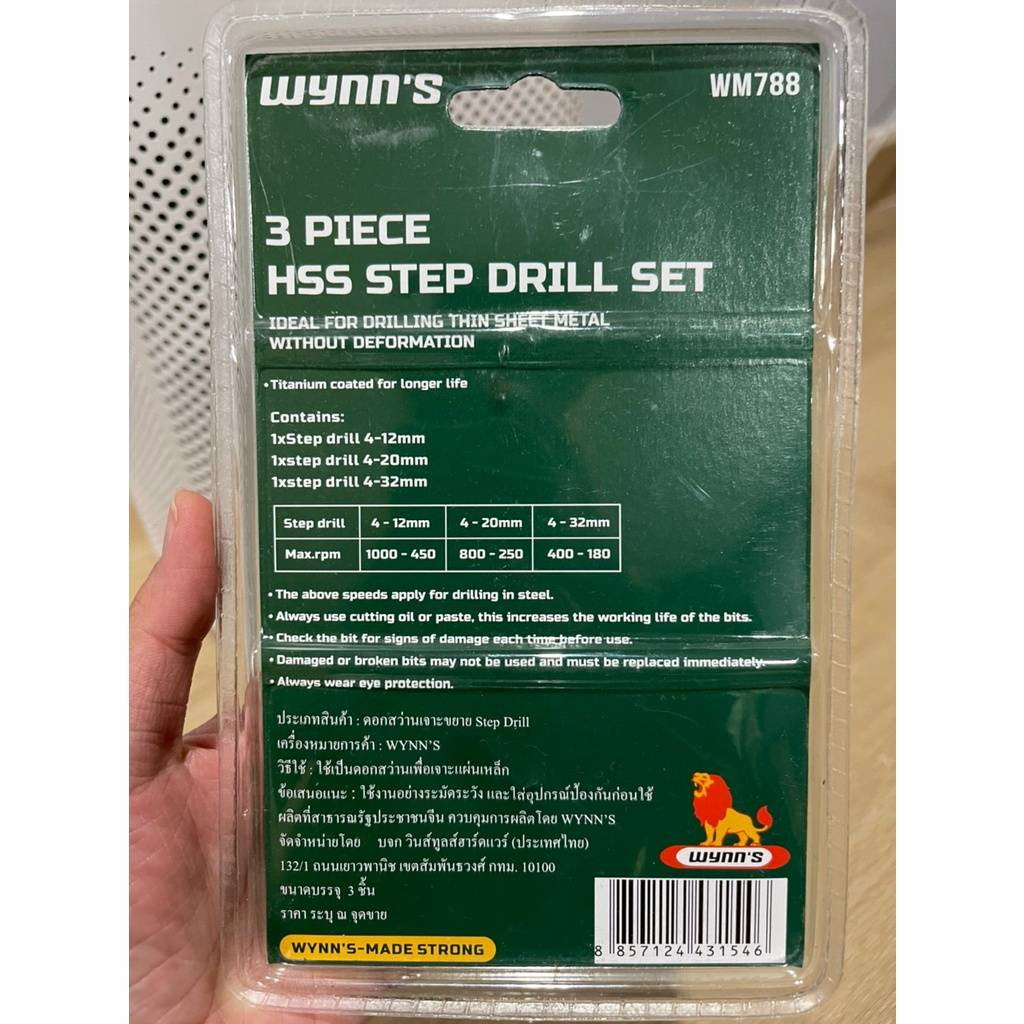 WYNN'S
WM788
3 PIECE
HSS STEP DRILL SET
IDEAL FOR DRILLING THIN SHEET METAL
WITHOUT DEFORMATION
•Titanium coated for longer life
Contains:
1xStep drill 4-12mm
1xstep drill 4-20mm
1xstep drill 4-32mm
Step drill 4 - 12mm 4 - 20mm 4 - 32mm
Max.rpm 1000 - 450 800 - 250 400 - 180
• The above speeds apply for drilling in steel.
• Always use cutting oil or paste, this increases the working life of the bits.
• Check the bit for signs of damage each time before use.
• Damaged or broken bits may not be used and must be replaced immediately.
• Always wear eye protection.
ประเภทสินค้า : ดอกสว่านเจาะขยาย Step Drill
เครื่องหมายการค้า : WYNN'S
วิธีใช้ : ใช้เป็นดอกสว่านเพื่อเจาะแผ่นเหล็ก
ข้อเสนอแนะ : ใช้งานอย่างระมัดระวัง และใส่อุปกรณ์ป้องกันก่อนใช้
ผลิตที่สาธารณรัฐประชาชนจีน ควบคุมการผลิตโดย WYNN'S
จัดจำหน่ายโดย บจก วินส์ทูลส์ฮาร์ดแวร์ (ประเทศไทย)
132/1 ถนนเยาวพานิช เขตสัมพันธวงศ์ กทม. 10100
ขนาดบรรจุ 3 ชิ้น
ราคา ระบุ ณ จุดขาย
WYNN'S
WYNN'S-MADE STRONG
8 857124 431546